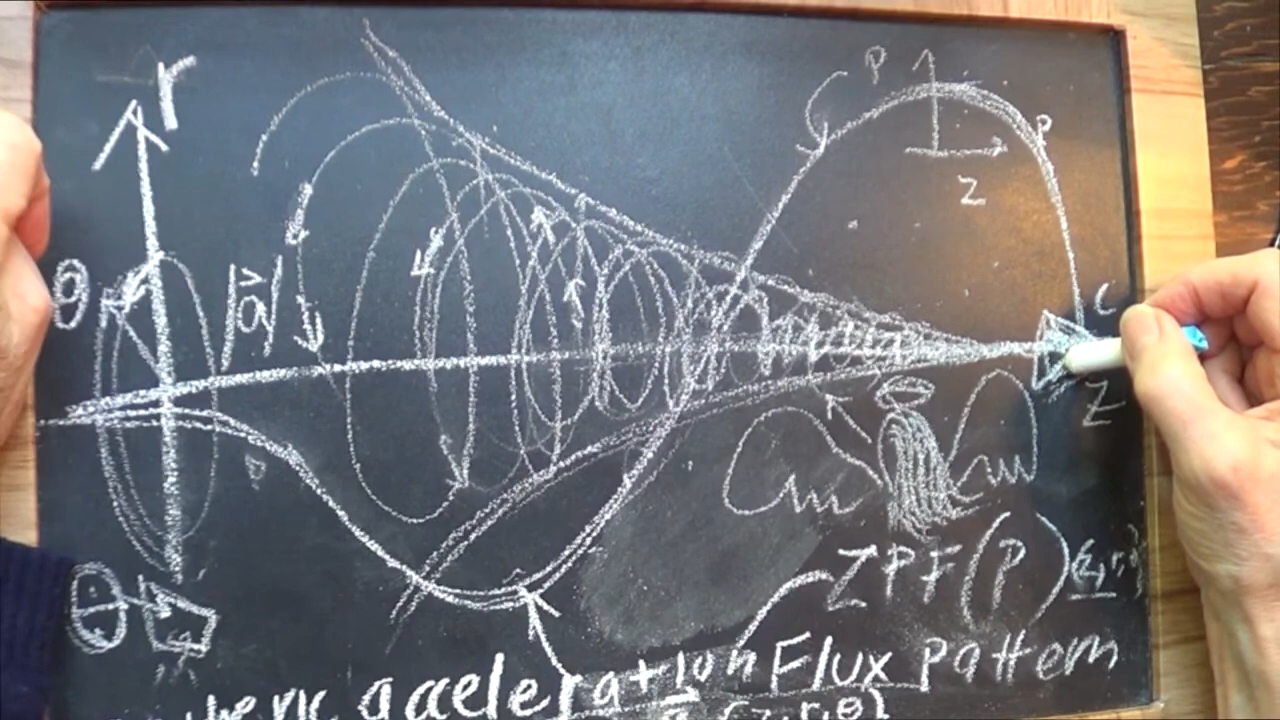 r
P
P
Z
θ
|a⃗|
C
Z
ZPF(P)
θ
acceleration Flux pattern
a⃗ {z,r,θ}